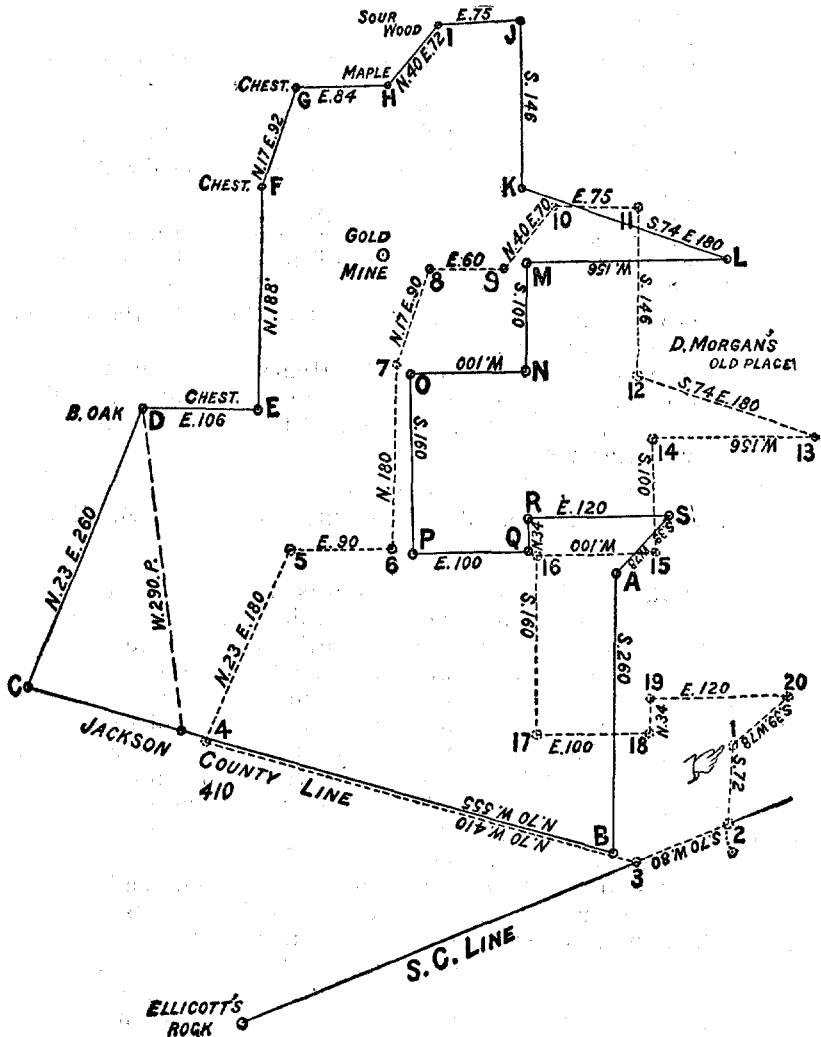 SOUR
WOOD
E. 75
I
J
MAPLE
N. 40 E. 72
CHEST.
G
E. 84
H
S. 146
N. 17 E. 92
CHEST.
F
K
E. 75
10
11
S. 74 E. 180
GOLD
MINE
N. 40 E. 70
L
8
E. 60
9
M
W. 156
N. 188'
S. 100
S. 146
N. 17 E. 90
7
D. MORGAN'S
OLD PLACE
O
W. 100
N
12
S. 74 E. 180
CHEST.
B. OAK
D
E. 106
E
14
W. 156
13
S. 160
N. 180
S. 100
R
E. 120
S
N. 23 E. 260
W. 290. P.
5
E. 90
6
P
E. 100
Q
N. 34
16
W. 100
15
S. 39 W. 78
A
N. 23 E. 180
S. 160
S. 260
C
19
E. 120
20
JACKSON
4
COUNTY LINE
410
17
E. 100
18
N. 34
1
S. 39 W. 78
S. 72
N. 70 W. 555
N. 70 W. 410
B
3
S. 70 W. 80
2
S. C. LINE
ELLICOTT'S
ROCK